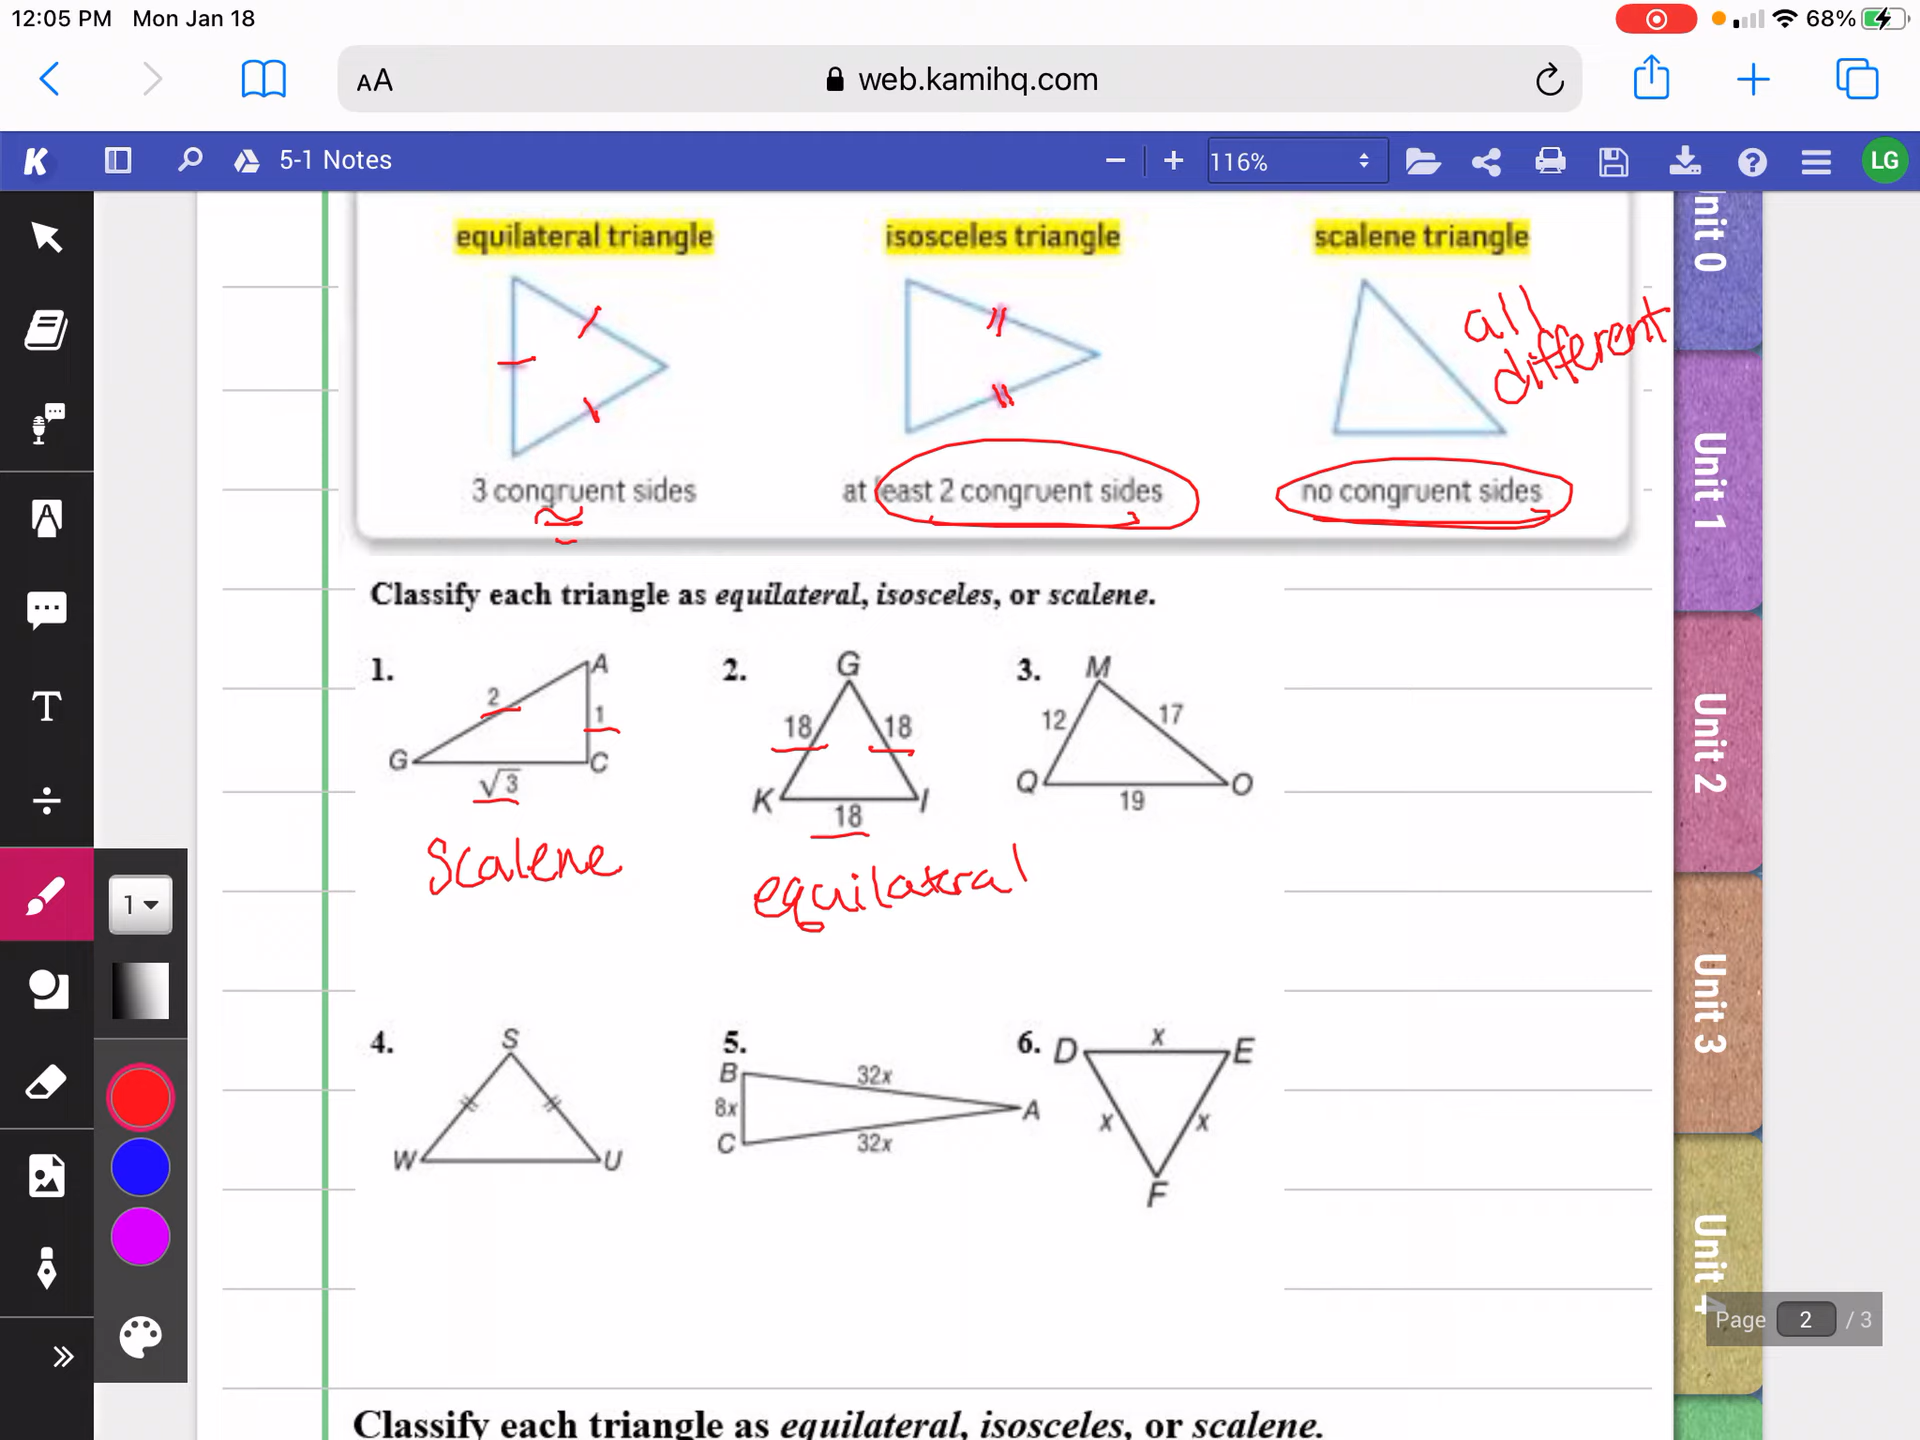 12:05 PM Mon Jan 18
68%
AA
web.kamihq.com
K
5-1 Notes
116%
LG
equilateral triangle
isosceles triangle
scalene triangle
all
different
3 congruent sides
at least 2 congruent sides
no congruent sides
≅
=
Classify each triangle as equilateral, isosceles, or scalene.
1.
A
2
1
G
C
√3
Scalene
2.
G
18
18
K
I
18
equilateral
3.
M
12
17
Q
O
19
1
4.
S
W
U
5.
B
32x
8x
A
C
32x
6.
D
x
E
x
x
F
Classify each triangle as equilateral, isosceles, or scalene.
Unit 0
Unit 1
Unit 2
Unit 3
Unit 4
Page 2 / 3